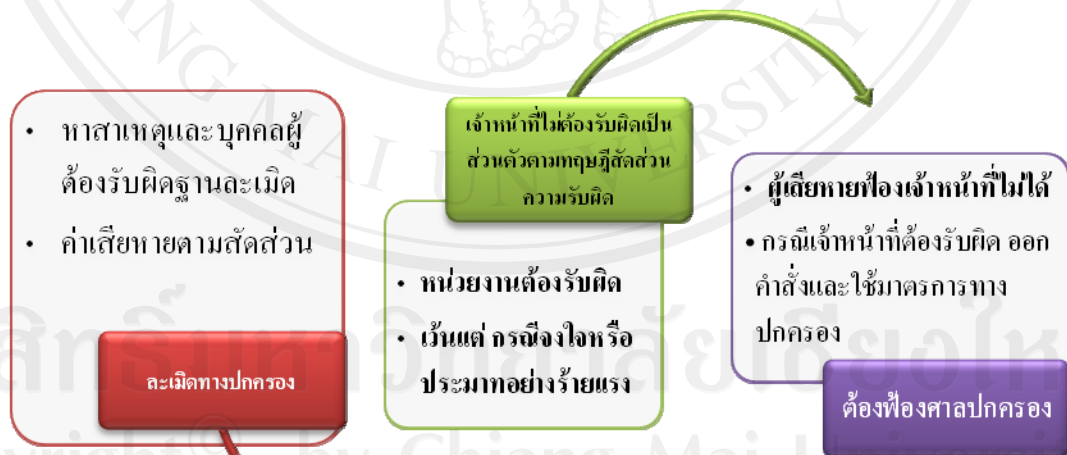 • หาสาเหตุและบุคคลผู้
ต้องรับผิดฐานละเมิด
• ค่าเสียหายตามสัดส่วน
ละเมิดทางปกครอง
เจ้าหน้าที่ไม่ต้องรับผิดเป็น
ส่วนตัวตามทฤษฎีสัดส่วน
ความรับผิด
• หน่วยงานต้องรับผิด
• เว้นแต่ กรณีจงใจหรือ
ประมาทอย่างร้ายแรง
• ผู้เสียหายฟ้องเจ้าหน้าที่ไม่ได้
• กรณีเจ้าหน้าที่ต้องรับผิด ออก
คำสั่งและใช้มาตรการทาง
ปกครอง
ต้องฟ้องศาลปกครอง
MAI UNIVERSITY
by Chiang Mai